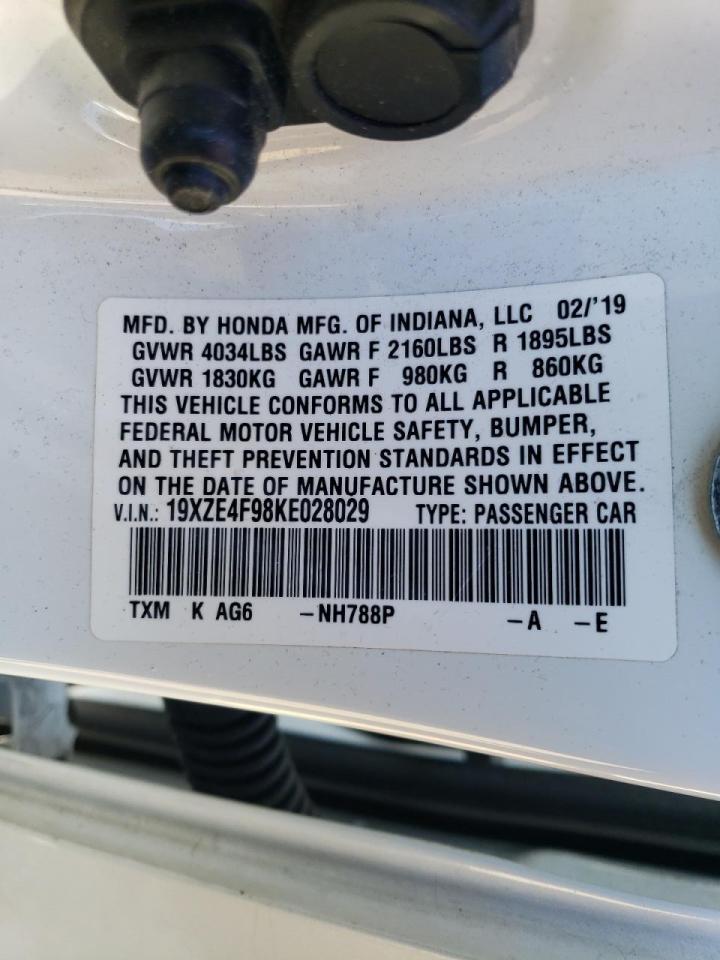 MFD. BY HONDA MFG. OF INDIANA, LLC 02/'19
GVWR 4034LBS GAWR F 2160LBS R 1895LBS
GVWR 1830KG GAWR F 980KG R 860KG
THIS VEHICLE CONFORMS TO ALL APPLICABLE
FEDERAL MOTOR VEHICLE SAFETY, BUMPER,
AND THEFT PREVENTION STANDARDS IN EFFECT
ON THE DATE OF MANUFACTURE SHOWN ABOVE.
V.I.N.: 19XZE4F98KE028029 TYPE: PASSENGER CAR
TXM K AG6 -NH788P -A -E